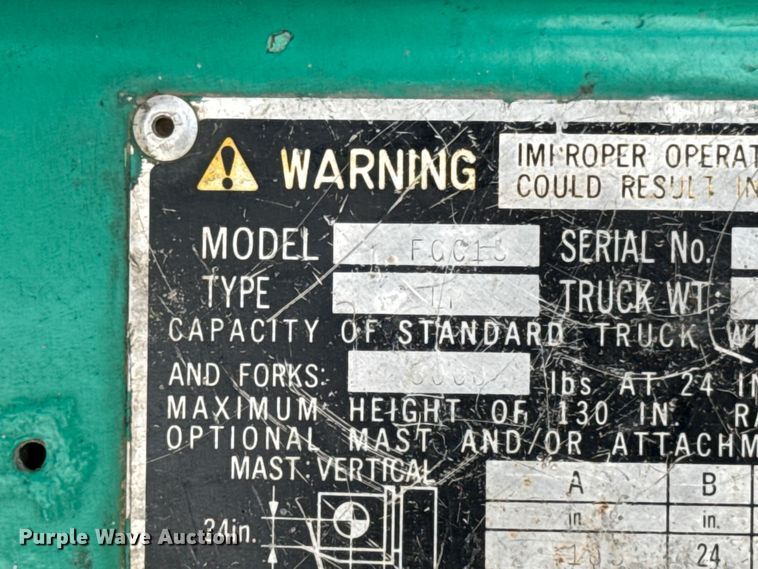 WARNING
IMPROPER OPERAT
COULD RESULT IN
MODEL SERIAL No.
TYPE TRUCK WT:
CAPACITY OF STANDARD TRUCK WI
AND FORKS: lbs AT 24 IN
MAXIMUM HEIGHT OF 130 IN. RA
OPTIONAL MAST AND/OR ATTACHM
MAST: VERTICAL
A B
24in. in. in.
24
Purple Wave Auction